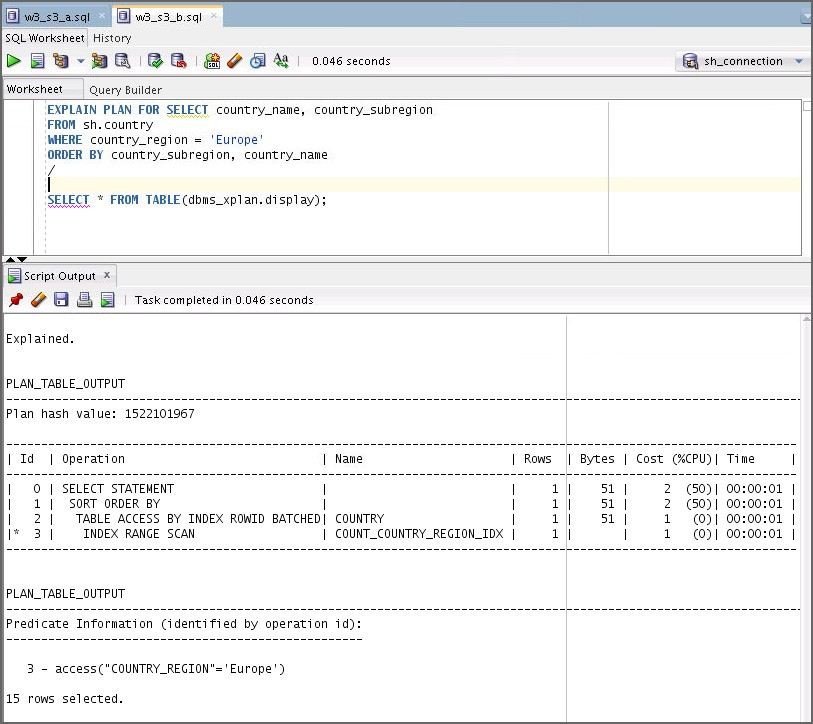 w3_s3_a.sql × w3_s3_b.sql ×
SQL Worksheet History
0.046 seconds
sh_connection
Worksheet Query Builder
EXPLAIN PLAN FOR SELECT country_name, country_subregion
FROM sh.country
WHERE country_region = 'Europe'
ORDER BY country_subregion, country_name
/
SELECT * FROM TABLE(dbms_xplan.display);
Script Output ×
Task completed in 0.046 seconds
Explained.
PLAN_TABLE_OUTPUT
--------------------------------------------------------------------------------
Plan hash value: 1522101967
--------------------------------------------------------------------------------
| Id | Operation | Name | Rows | Bytes | Cost (%CPU)| Time |
--------------------------------------------------------------------------------
| 0 | SELECT STATEMENT | | 1 | 51 | 2 (50)| 00:00:01 |
| 1 | SORT ORDER BY | | 1 | 51 | 2 (50)| 00:00:01 |
| 2 | TABLE ACCESS BY INDEX ROWID BATCHED| COUNTRY | 1 | 51 | 1 (0)| 00:00:01 |
|* 3 | INDEX RANGE SCAN | COUNT_COUNTRY_REGION_IDX | 1 | | 1 (0)| 00:00:01 |
--------------------------------------------------------------------------------
PLAN_TABLE_OUTPUT
--------------------------------------------------------------------------------
Predicate Information (identified by operation id):
---------------------------------------------------
3 - access("COUNTRY_REGION"='Europe')
15 rows selected.